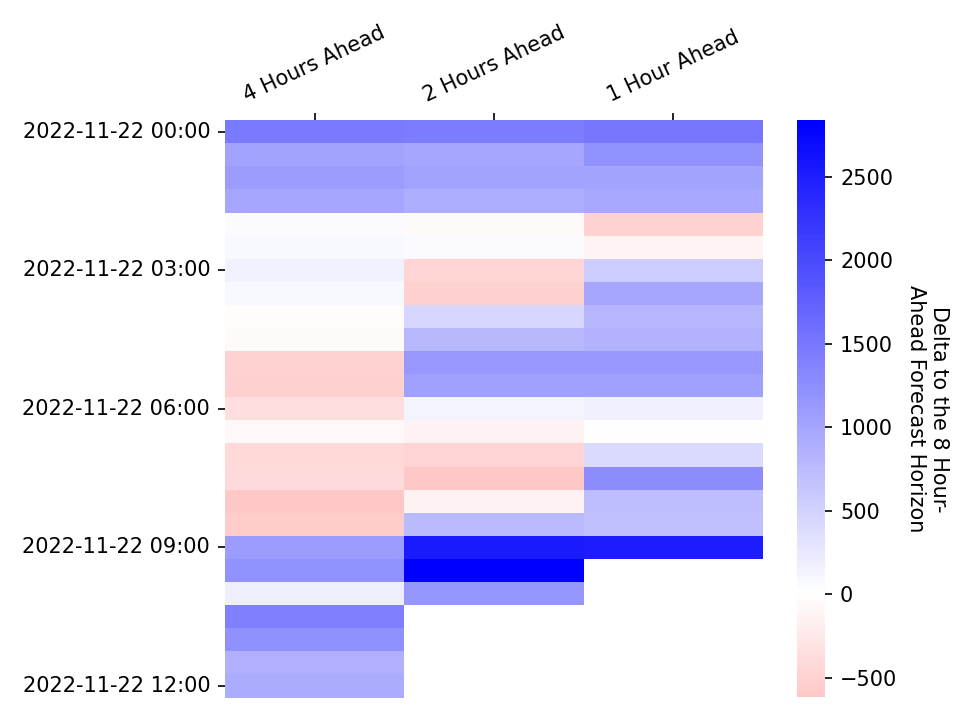 4 Hours Ahead
2 Hours Ahead
1 Hour Ahead
2022-11-22 00:00
2022-11-22 03:00
2022-11-22 06:00
2022-11-22 09:00
2022-11-22 12:00
2500
2000
1500
1000
500
0
−500
Delta to the 8 Hour-
Ahead Forecast Horizon